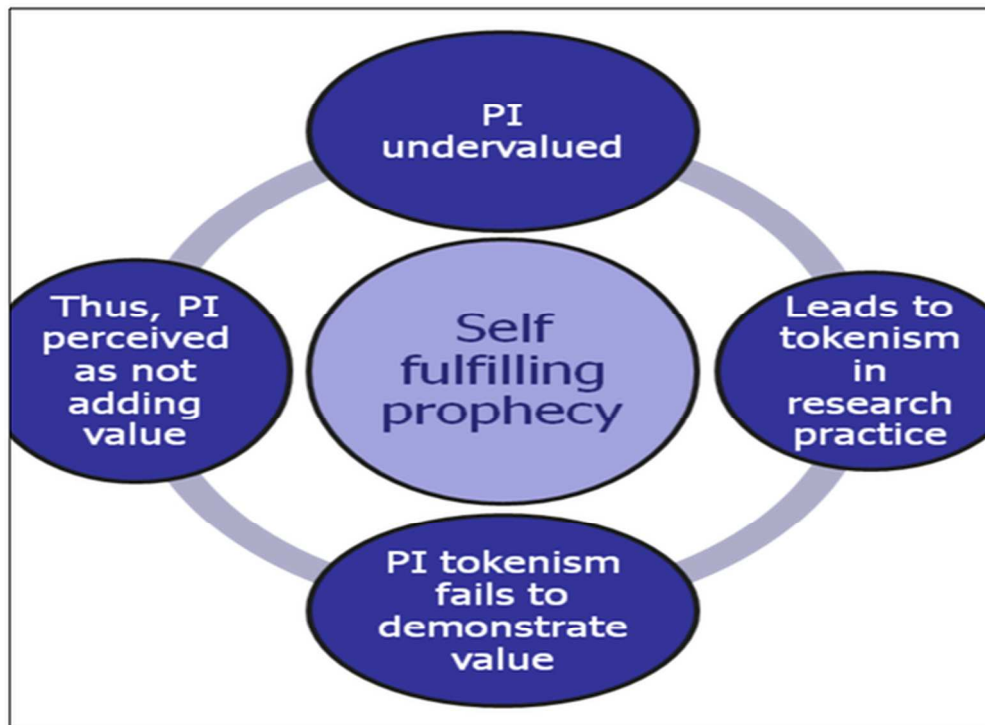 PI
undervalued
Leads to
tokenism
in
research
practice
PI tokenism
fails to
demonstrate
value
Thus, PI
perceived
as not
adding
value
Self
fulfilling
prophecy